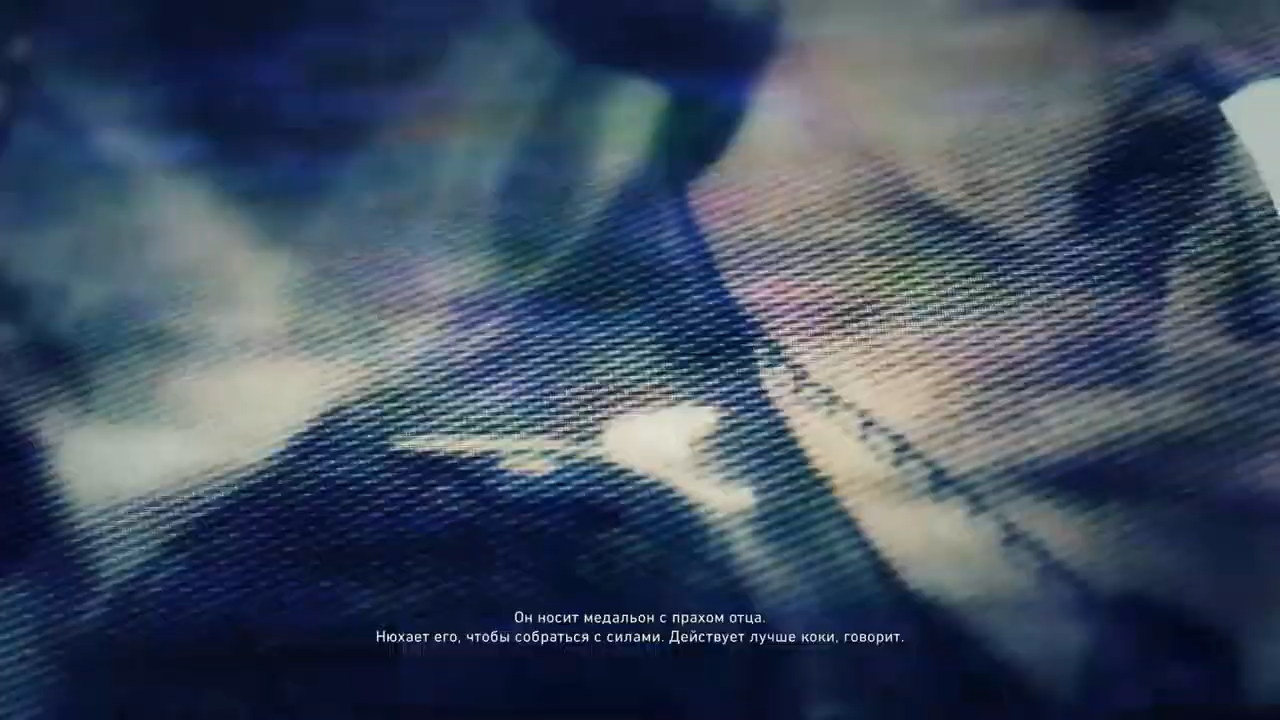 Он носит медальон с прахом отца.
Нюхает его, чтобы собраться с силами. Действует лучше коки, говорит.